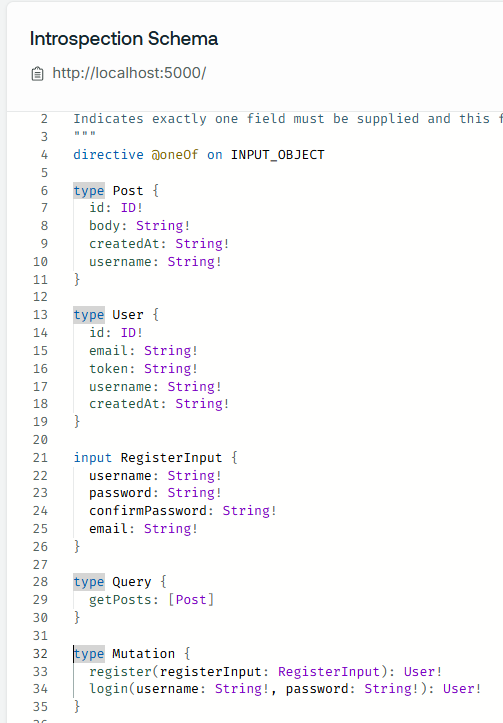 Introspection Schema
http://localhost:5000/
2 Indicates exactly one field must be supplied and this
3 """
4 directive @oneOf on INPUT_OBJECT
5
6 type Post {
7 id: ID!
8 body: String!
9 createdAt: String!
10 username: String!
11 }
12
13 type User {
14 id: ID!
15 email: String!
16 token: String!
17 username: String!
18 createdAt: String!
19 }
20
21 input RegisterInput {
22 username: String!
23 password: String!
24 confirmPassword: String!
25 email: String!
26 }
27
28 type Query {
29 getPosts: [Post]
30 }
31
32 type Mutation {
33 register(registerInput: RegisterInput): User!
34 login(username: String!, password: String!): User!
35 }